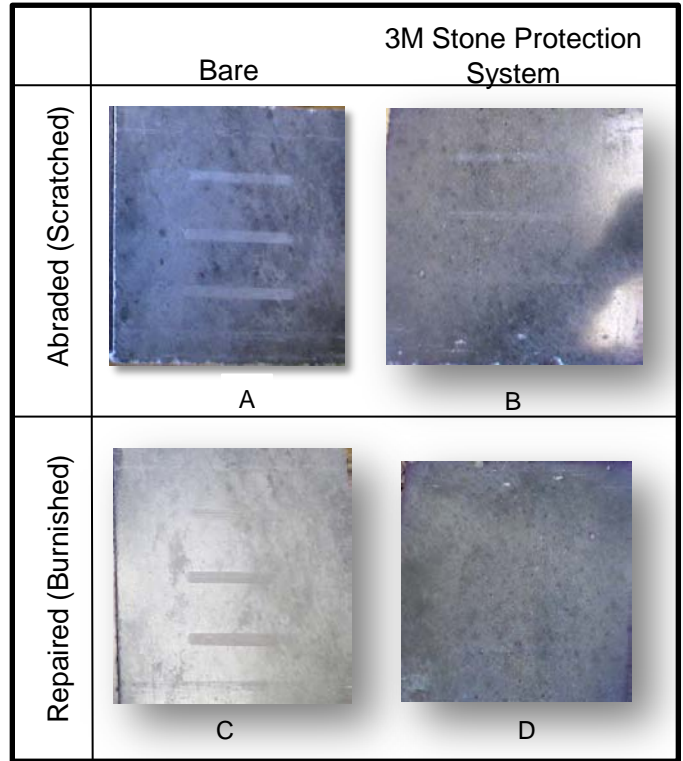 Bare
3M Stone Protection
System
Abraded (Scratched)
A
B
Repaired (Burnished)
C
D